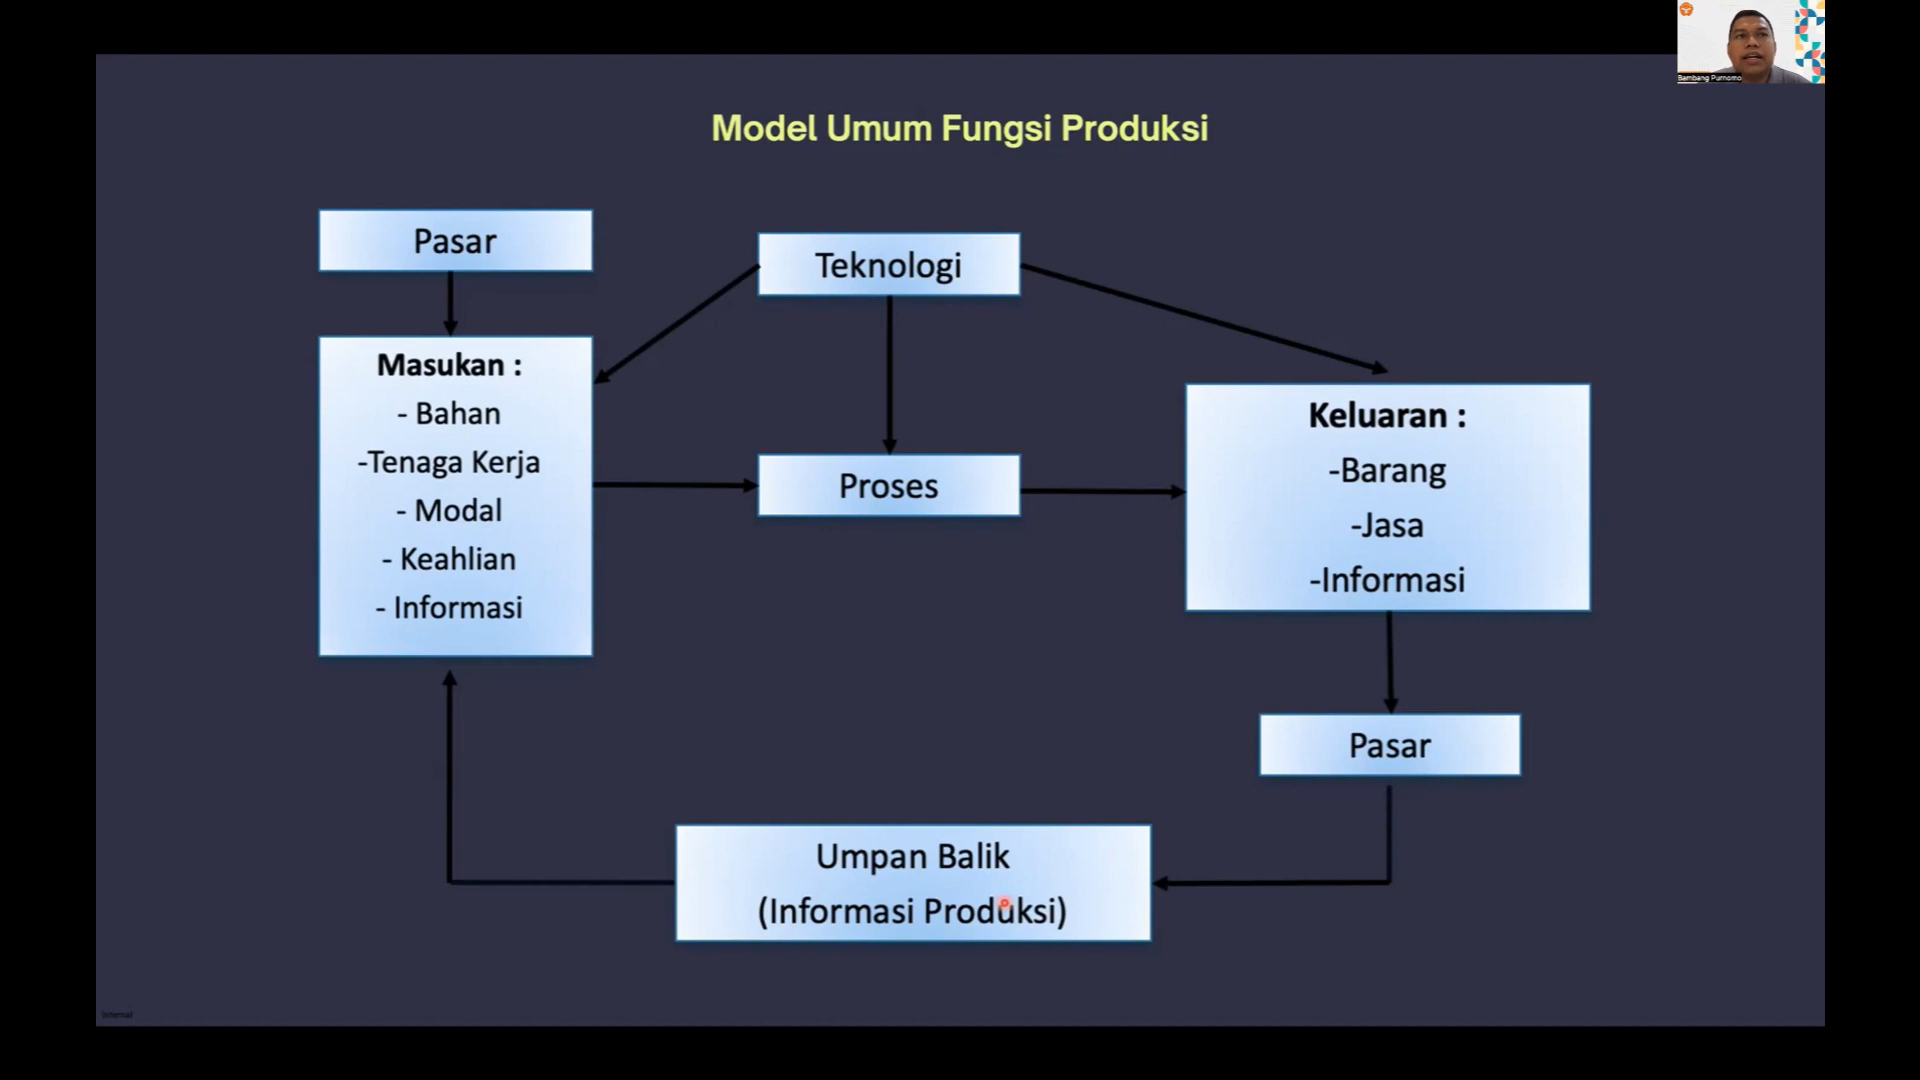 Bambang Purnomo
Model Umum Fungsi Produksi
Pasar
Teknologi
Masukan :
- Bahan
-Tenaga Kerja
- Modal
- Keahlian
- Informasi
Proses
Keluaran :
-Barang
-Jasa
-Informasi
Pasar
Umpan Balik
(Informasi Produksi)
Internal